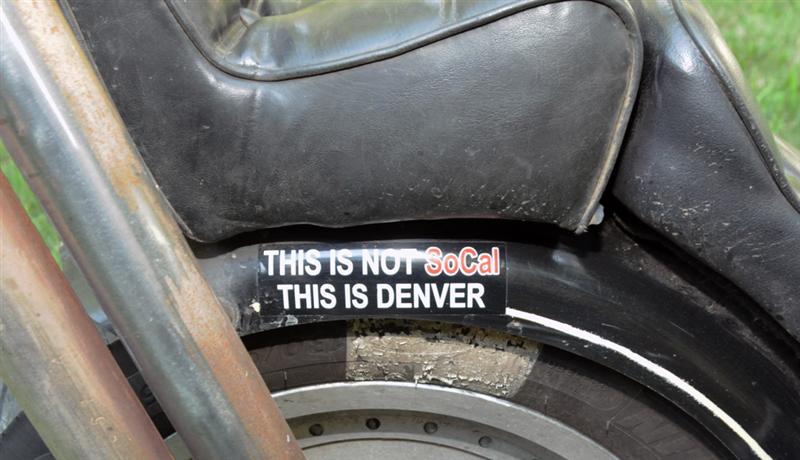 THIS IS NOT SoCal
THIS IS DENVER